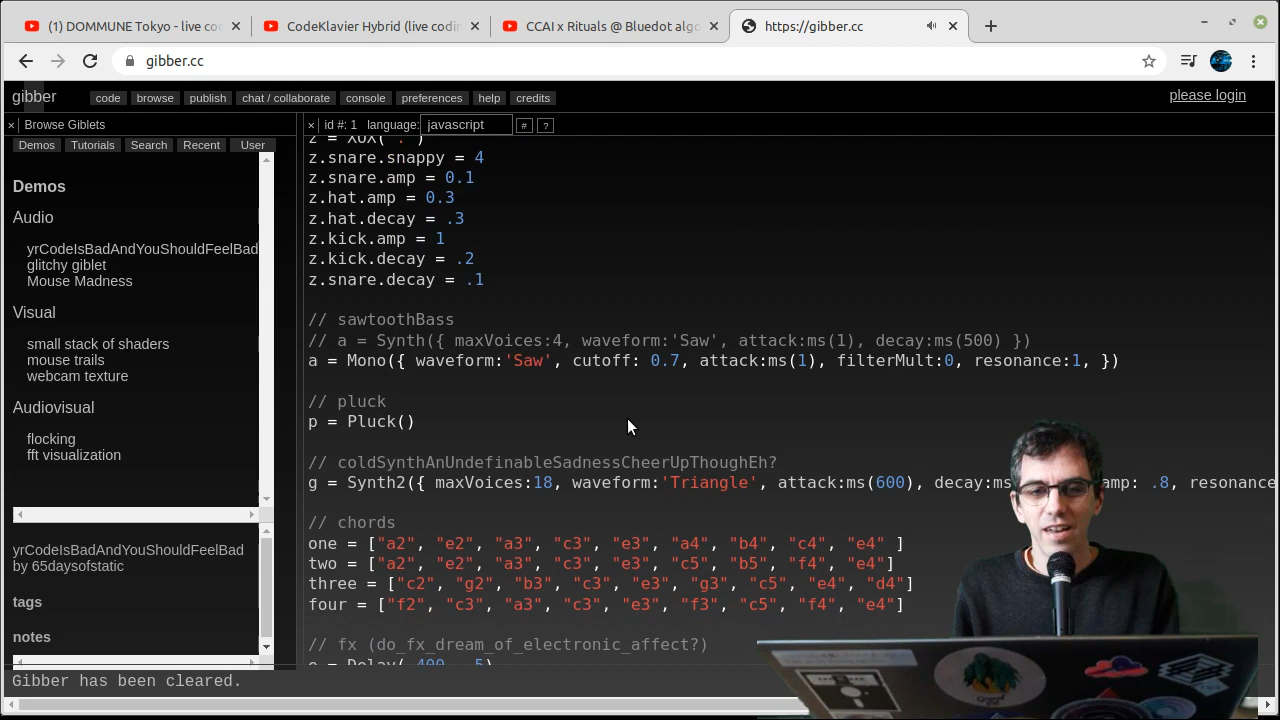 (1) DOMMUNE Tokyo - live co
CodeKlavier Hybrid (live codin
CCAI x Rituals @ Bluedot algo
https://gibber.cc
gibber.cc
gibber
code browse publish chat / collaborate console preferences help credits
please login
× Browse Giblets
Demos Tutorials Search Recent User
Demos
Audio
yrCodeIsBadAndYouShouldFeelBad
glitchy giblet
Mouse Madness
Visual
small stack of shaders
mouse trails
webcam texture
Audiovisual
flocking
fft visualization
yrCodeIsBadAndYouShouldFeelBad
by 65daysofstatic
tags
notes
× id #: 1 language: javascript # ?
z = XOX( '.' )
z.snare.snappy = 4
z.snare.amp = 0.1
z.hat.amp = 0.3
z.hat.decay = .3
z.kick.amp = 1
z.kick.decay = .2
z.snare.decay = .1
// sawtoothBass
// a = Synth({ maxVoices:4, waveform:'Saw', attack:ms(1), decay:ms(500) })
a = Mono({ waveform:'Saw', cutoff: 0.7, attack:ms(1), filterMult:0, resonance:1, })
// pluck
p = Pluck()
// coldSynthAnUndefinableSadnessCheerUpThoughEh?
g = Synth2({ maxVoices:18, waveform:'Triangle', attack:ms(600), decay:ms amp: .8, resonance
// chords
one = ["a2", "e2", "a3", "c3", "e3", "a4", "b4", "c4", "e4" ]
two = ["a2", "e2", "a3", "c3", "e3", "c5", "b5", "f4", "e4"]
three = ["c2", "g2", "b3", "c3", "e3", "g3", "c5", "e4", "d4"]
four = ["f2", "c3", "a3", "c3", "e3", "f3", "c5", "f4", "e4"]
// fx (do_fx_dream_of_electronic_affect?)
Gibber has been cleared.